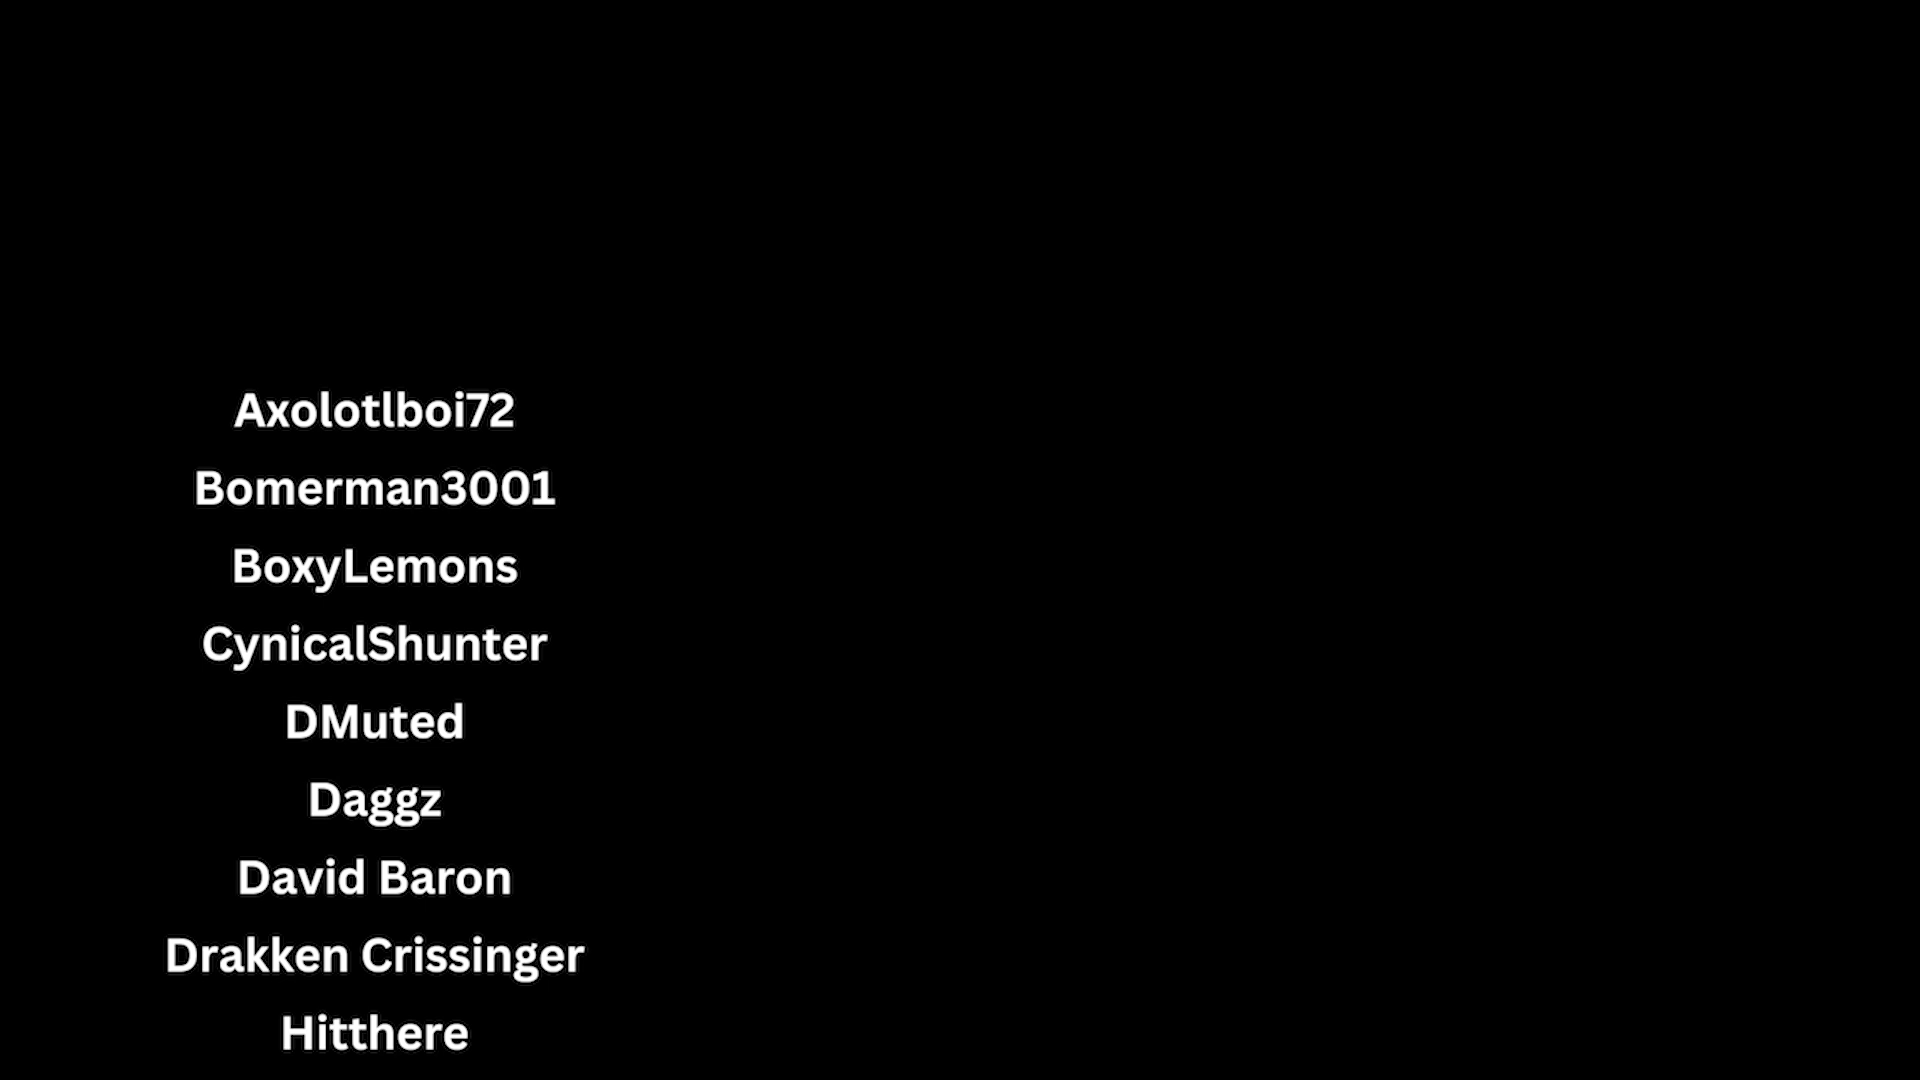 Axolotlboi72
Bomerman3001
BoxyLemons
CynicalShunter
DMuted
Daggz
David Baron
Drakken Crissinger
Hitthere